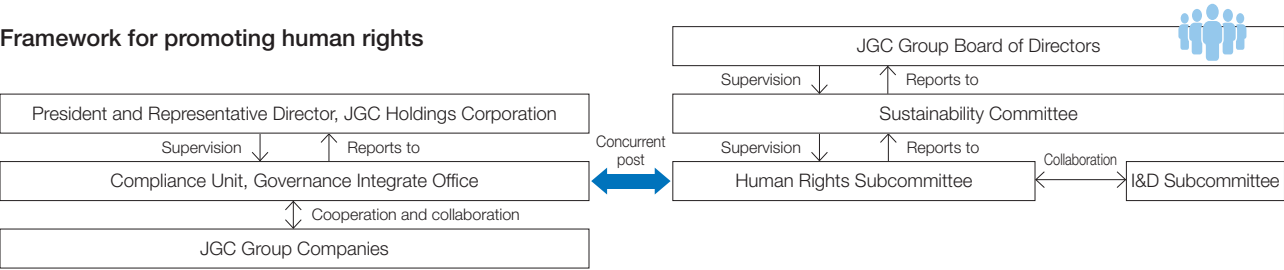 Framework for promoting human rights
President and Representative Director, JGC Holdings Corporation
Supervision
Reports to
Compliance Unit, Governance Integrate Office
Cooperation and collaboration
JGC Group Companies
Concurrent
post
JGC Group Board of Directors
Supervision
Reports to
Sustainability Committee
Supervision
Reports to
Human Rights Subcommittee
Collaboration
I&D Subcommittee